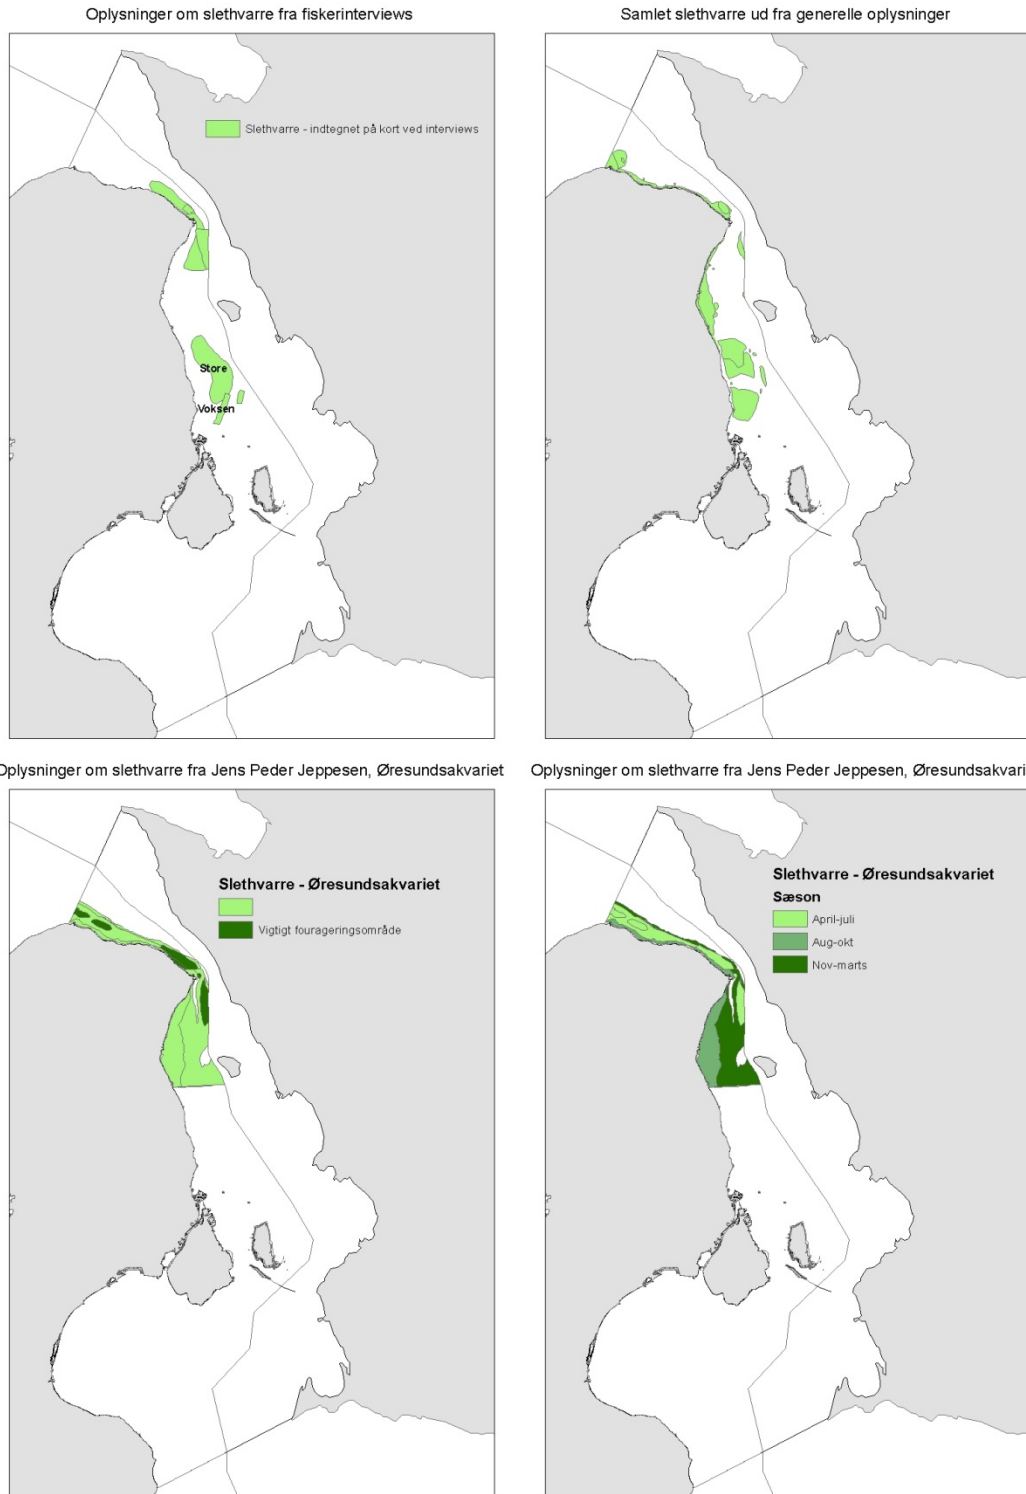 Oplysninger om slethvarre fra fiskerinterviews
Slethvarre - indtegnet på kort ved interviews
Store
Voksen
Samlet slethvarre ud fra generelle oplysninger
Oplysninger om slethvarre fra Jens Peder Jeppesen, Øresundsakvariet
Slethvarre - Øresundsakvariet
Vigtigt fourageringsområde
Oplysninger om slethvarre fra Jens Peder Jeppesen, Øresundsakvari
Slethvarre - Øresundsakvariet
Sæson
April-juli
Aug-okt
Nov-marts